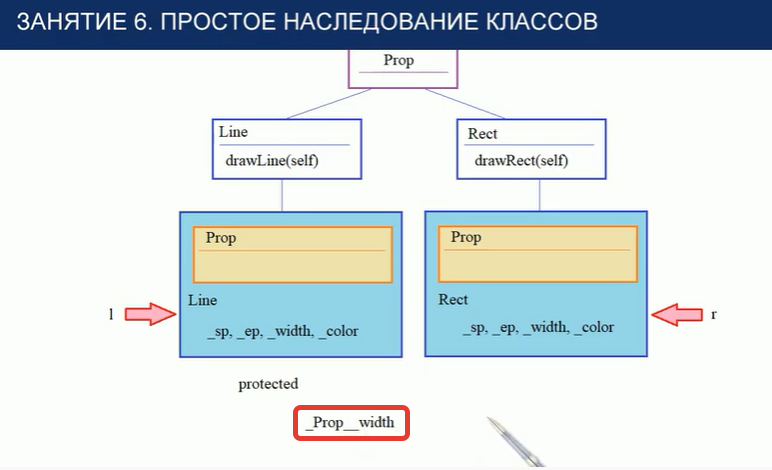 ЗАНЯТИЕ 6. ПРОСТОЕ НАСЛЕДОВАНИЕ КЛАССОВ
Prop
Line
drawLine(self)
Rect
drawRect(self)
Prop
Line
_sp, _ep, _width, _color
l
Prop
Rect
_sp, _ep, _width, _color
r
protected
_Prop__width